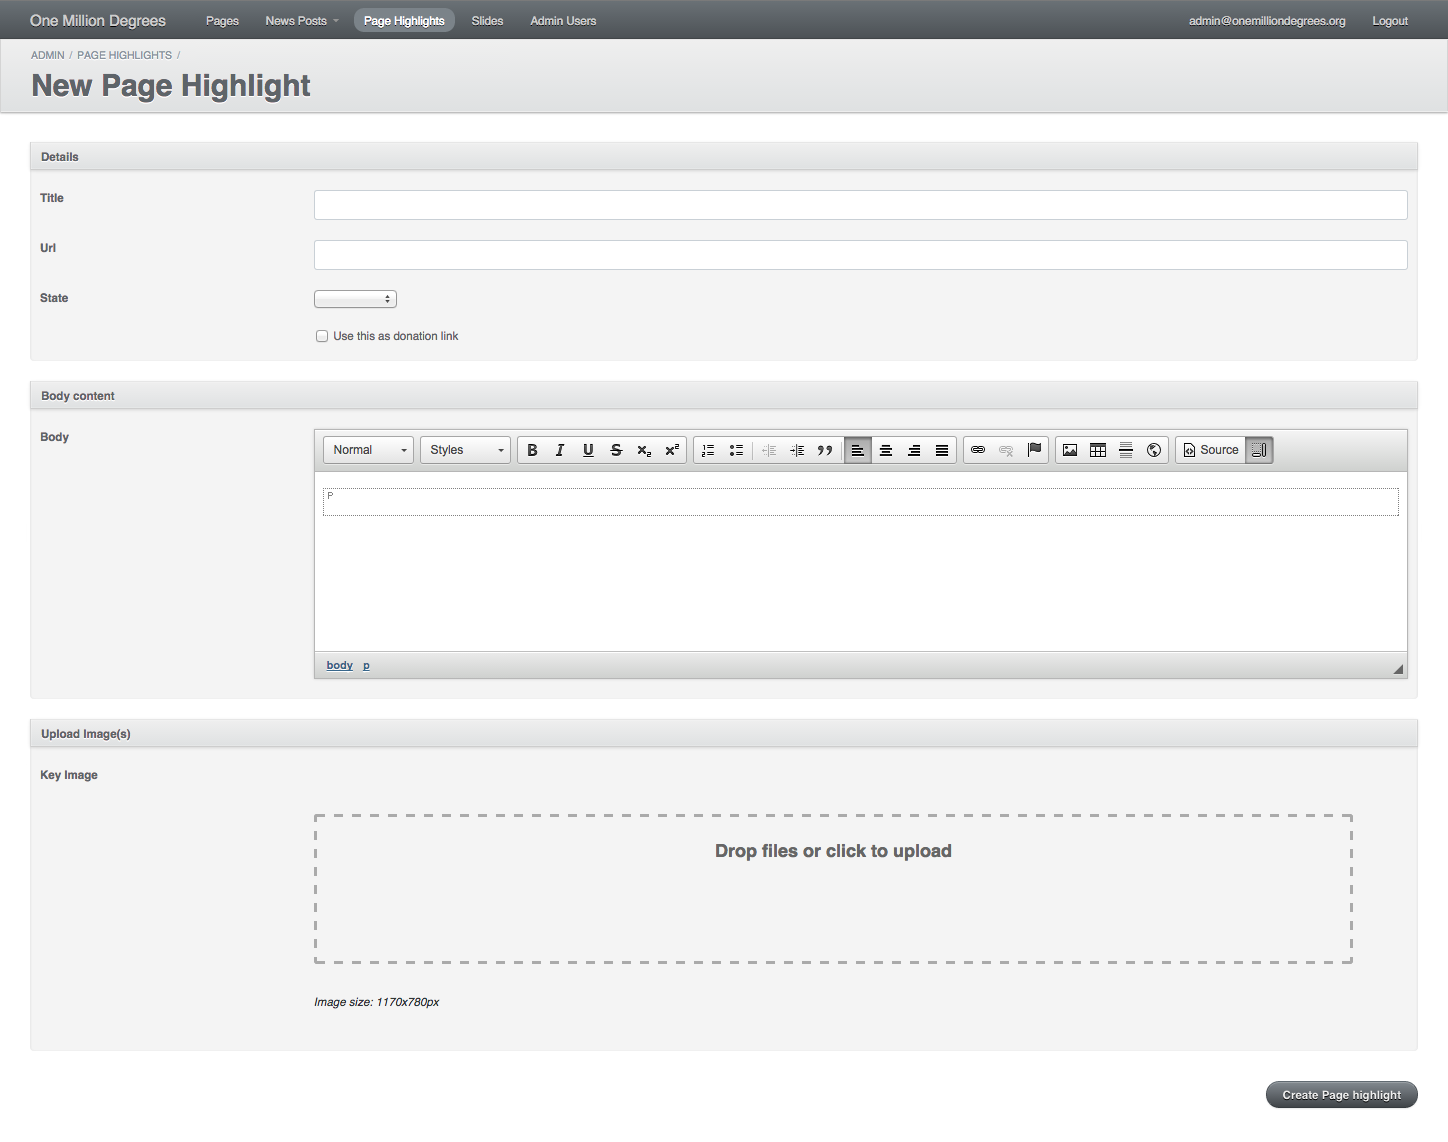 One Million Degrees Pages News Posts Page Highlights Slides Admin Users admin@onemilliondegrees.org Logout
ADMIN / PAGE HIGHLIGHTS /
New Page Highlight
Details
Title
Url
State
Use this as donation link
Body content
Body
Normal Styles B I U S x₂ x² Source
P
body p
Upload Image(s)
Key Image
Drop files or click to upload
Image size: 1170x780px
Create Page highlight